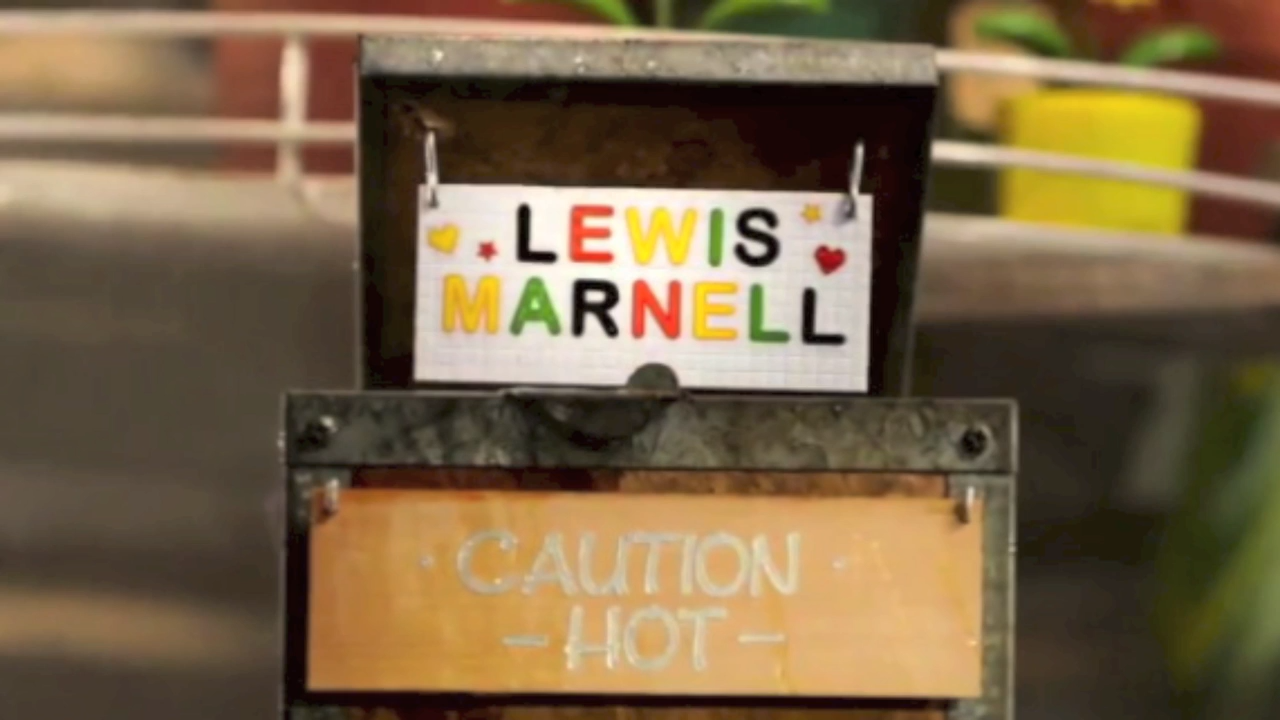 LEWIS
MARNELL
· CAUTION ·
- HOT -